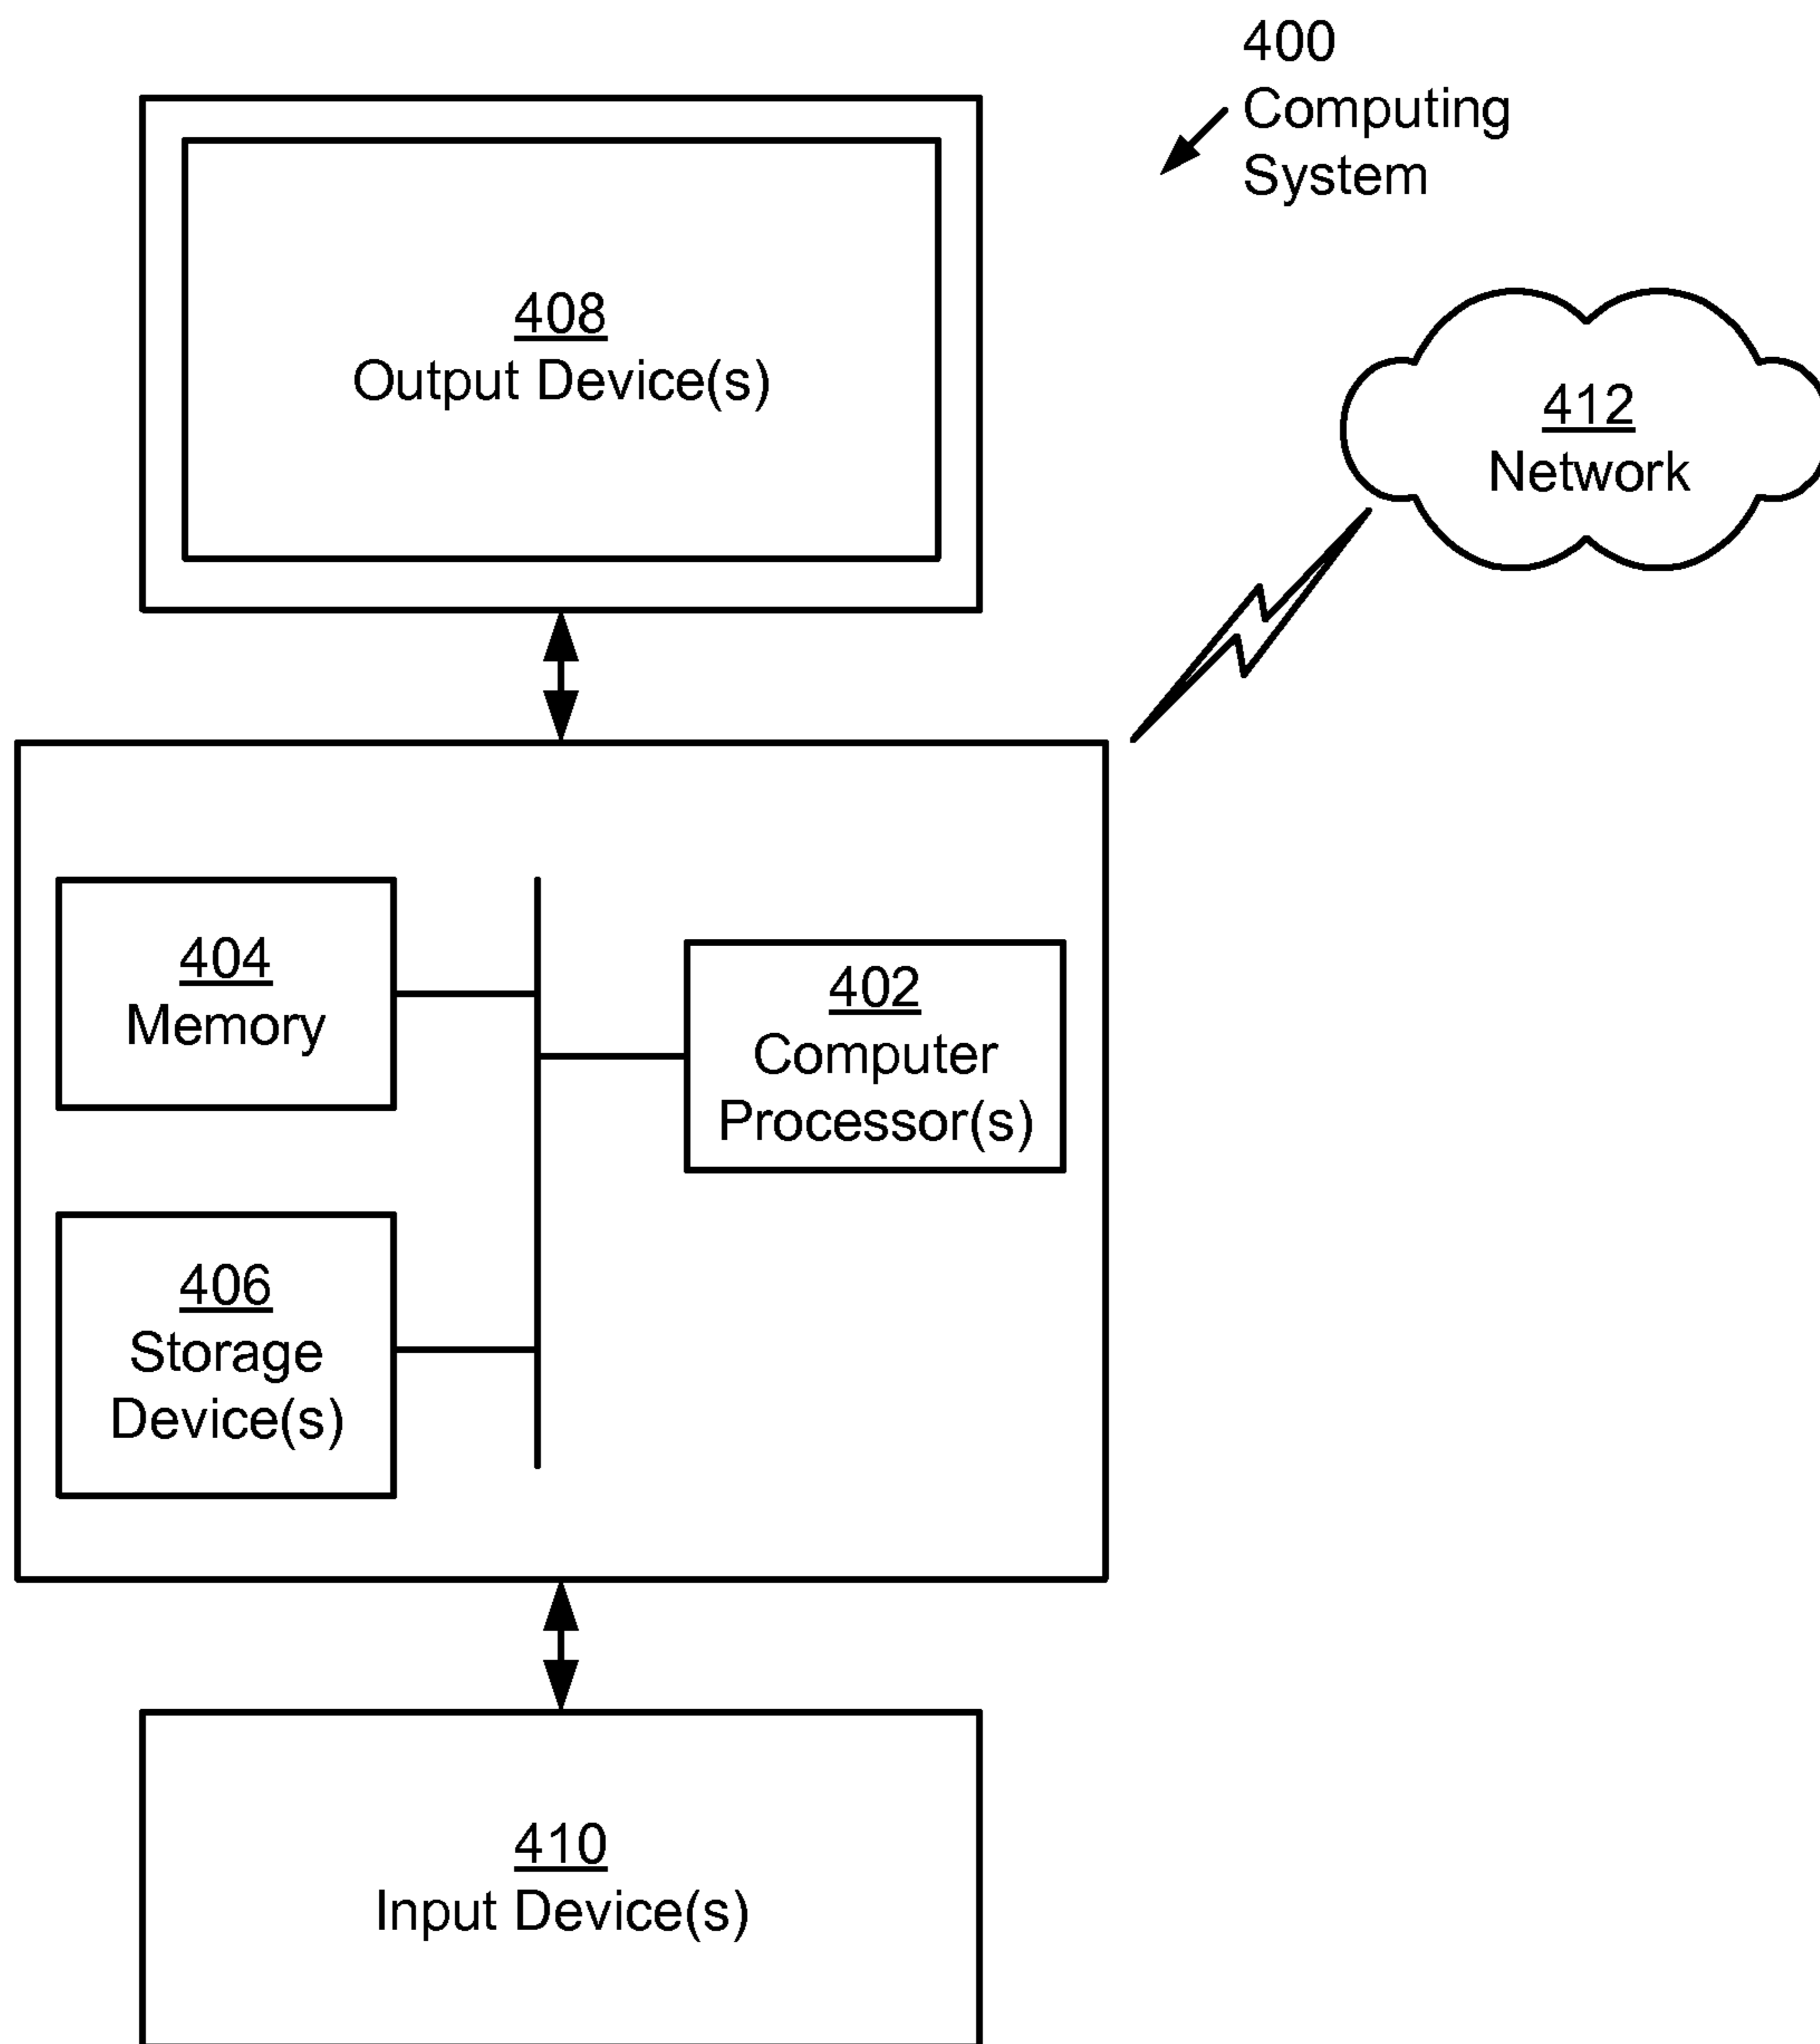 400
Computing
System
408
Output Device(s)
412
Network
404
Memory
402
Computer
Processor(s)
406
Storage
Device(s)
410
Input Device(s)